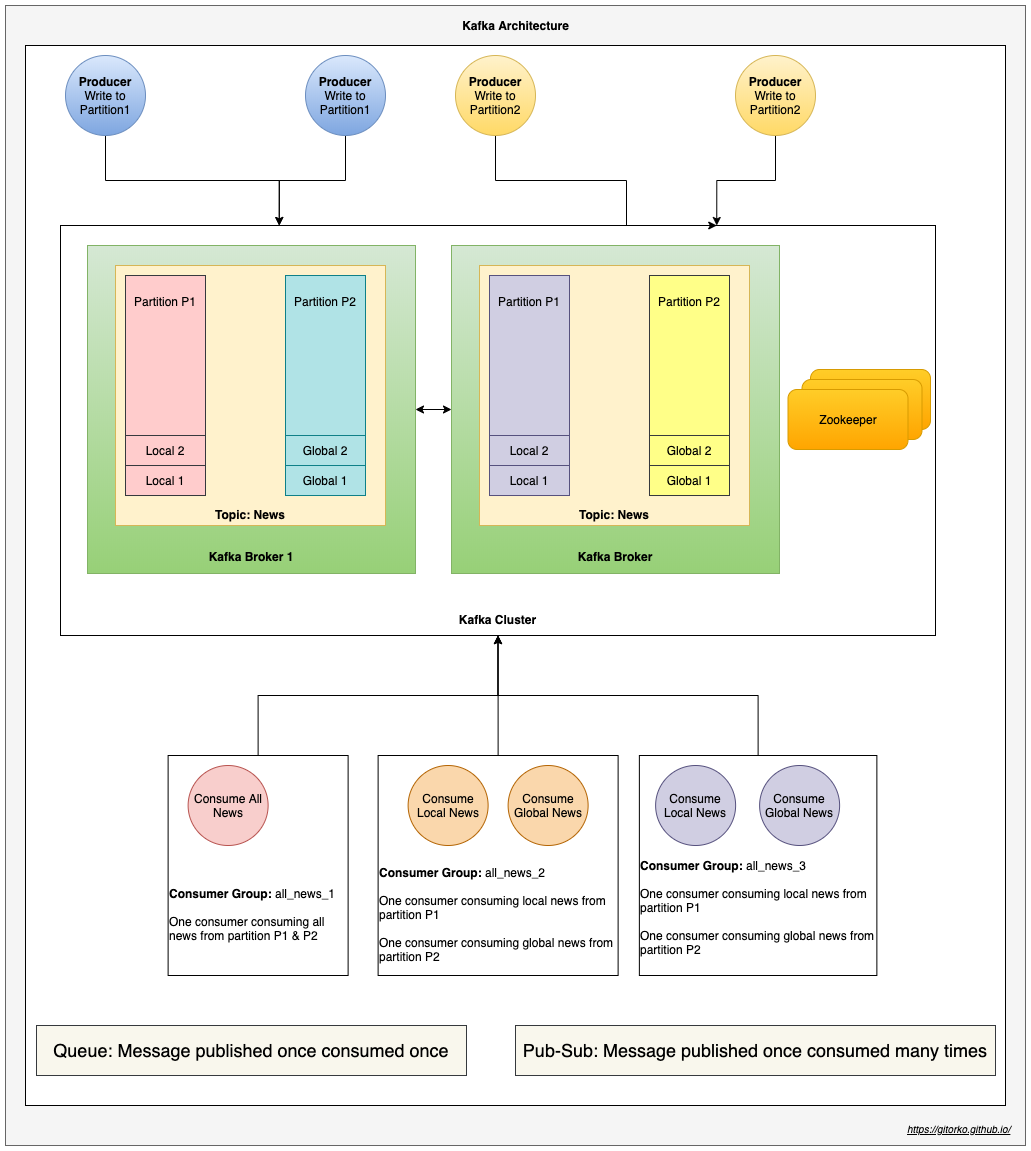 Kafka Architecture
Producer
Write to
Partition1
Producer
Write to
Partition1
Producer
Write to
Partition2
Producer
Write to
Partition2
Partition P1
Partition P2
Partition P1
Partition P2
Local 2
Global 2
Local 2
Global 2
Local 1
Global 1
Local 1
Global 1
Zookeeper
Topic: News
Topic: News
Kafka Broker 1
Kafka Broker
Kafka Cluster
Consume All
News
Consumer Group: all_news_1
One consumer consuming all
news from partition P1 & P2
Consume
Local News
Consume
Global News
Consumer Group: all_news_2
One consumer consuming local news from
partition P1
One consumer consuming global news from
partition P2
Consume
Local News
Consume
Global News
Consumer Group: all_news_3
One consumer consuming local news from
partition P1
One consumer consuming global news from
partition P2
Queue: Message published once consumed once
Pub-Sub: Message published once consumed many times
https://gitorko.github.io/